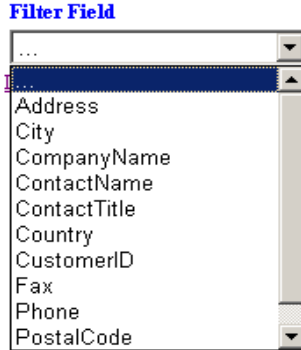 Filter Field
...
...
Address
City
CompanyName
ContactName
ContactTitle
Country
CustomerID
Fax
Phone
PostalCode